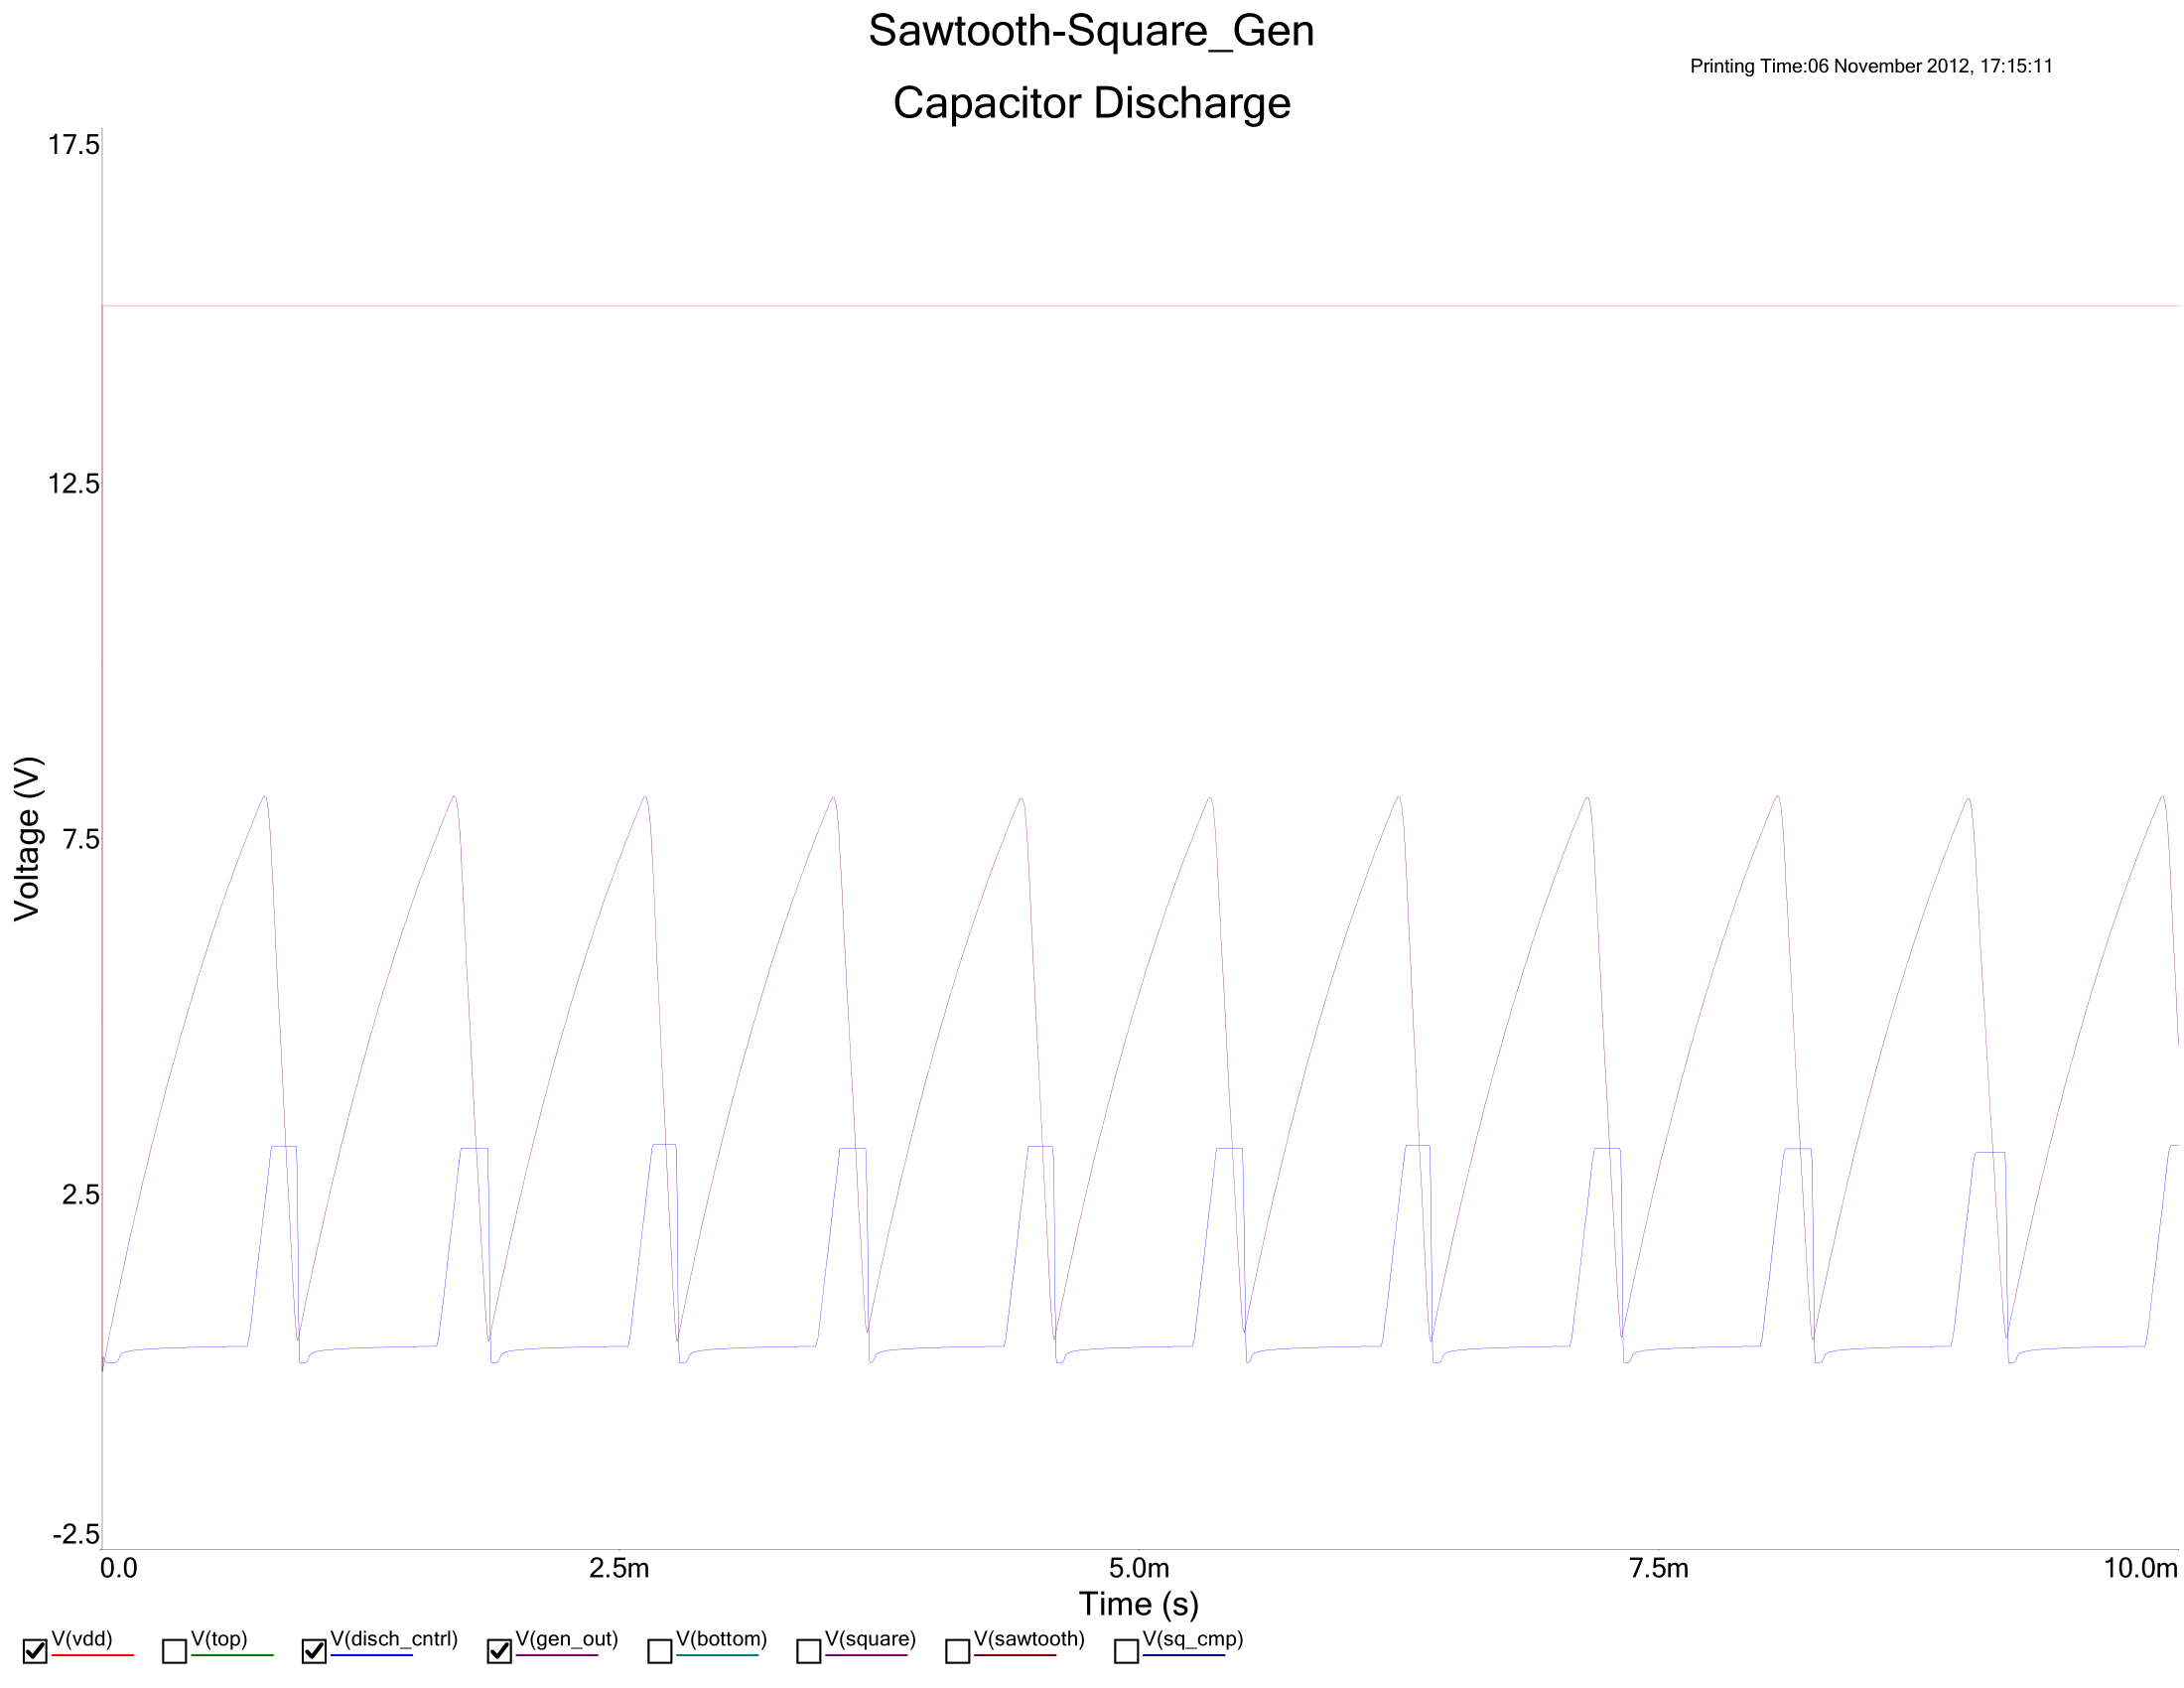 Sawtooth-Square_Gen
Printing Time:06 November 2012, 17:15:11
Capacitor Discharge
17.5
12.5
7.5
2.5
-2.5
Voltage (V)
0.0 2.5m 5.0m 7.5m 10.0m
Time (s)
V(vdd) V(top) V(disch_cntrl) V(gen_out) V(bottom) V(square) V(sawtooth) V(sq_cmp)